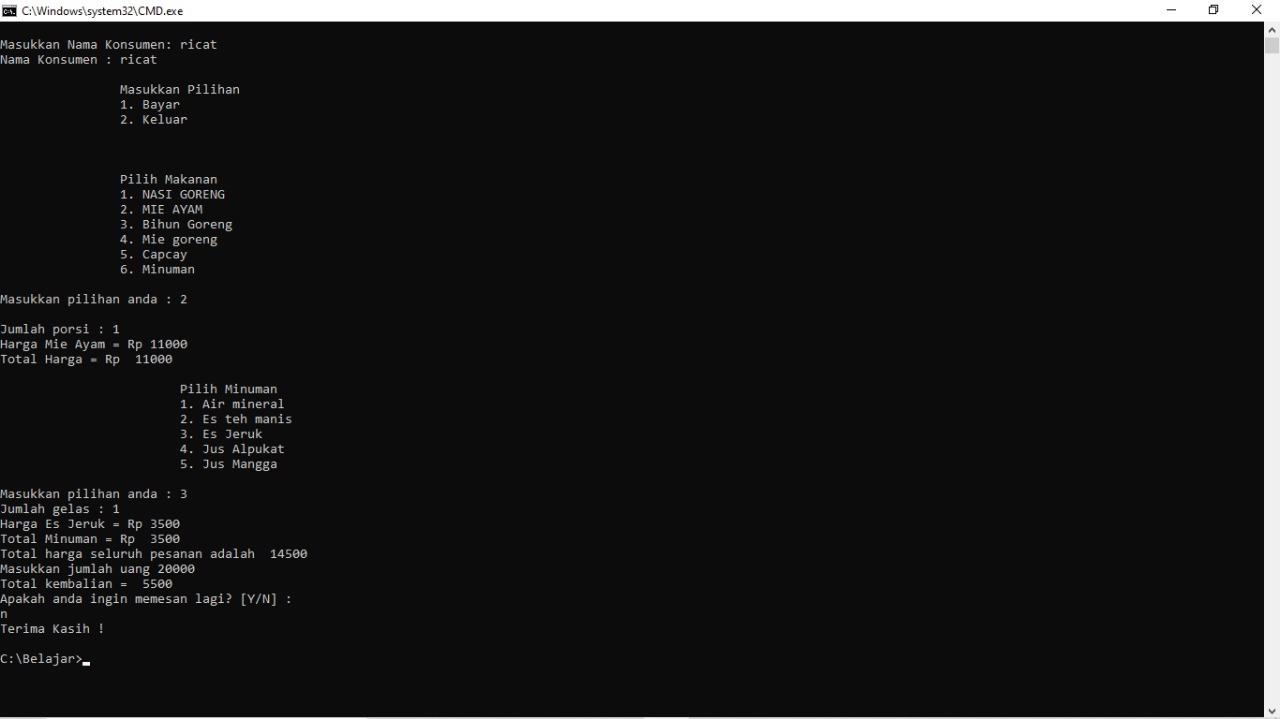 C:\Windows\system32\CMD.exe
Masukkan Nama Konsumen: ricat
Nama Konsumen : ricat
Masukkan Pilihan
1. Bayar
2. Keluar
Pilih Makanan
1. NASI GORENG
2. MIE AYAM
3. Bihun Goreng
4. Mie goreng
5. Capcay
6. Minuman
Masukkan pilihan anda : 2
Jumlah porsi : 1
Harga Mie Ayam = Rp 11000
Total Harga = Rp  11000
Pilih Minuman
1. Air mineral
2. Es teh manis
3. Es Jeruk
4. Jus Alpukat
5. Jus Mangga
Masukkan pilihan anda : 3
Jumlah gelas : 1
Harga Es Jeruk = Rp 3500
Total Minuman = Rp  3500
Total harga seluruh pesanan adalah  14500
Masukkan jumlah uang 20000
Total kembalian =  5500
Apakah anda ingin memesan lagi? [Y/N] :
n
Terima Kasih !
C:\Belajar>